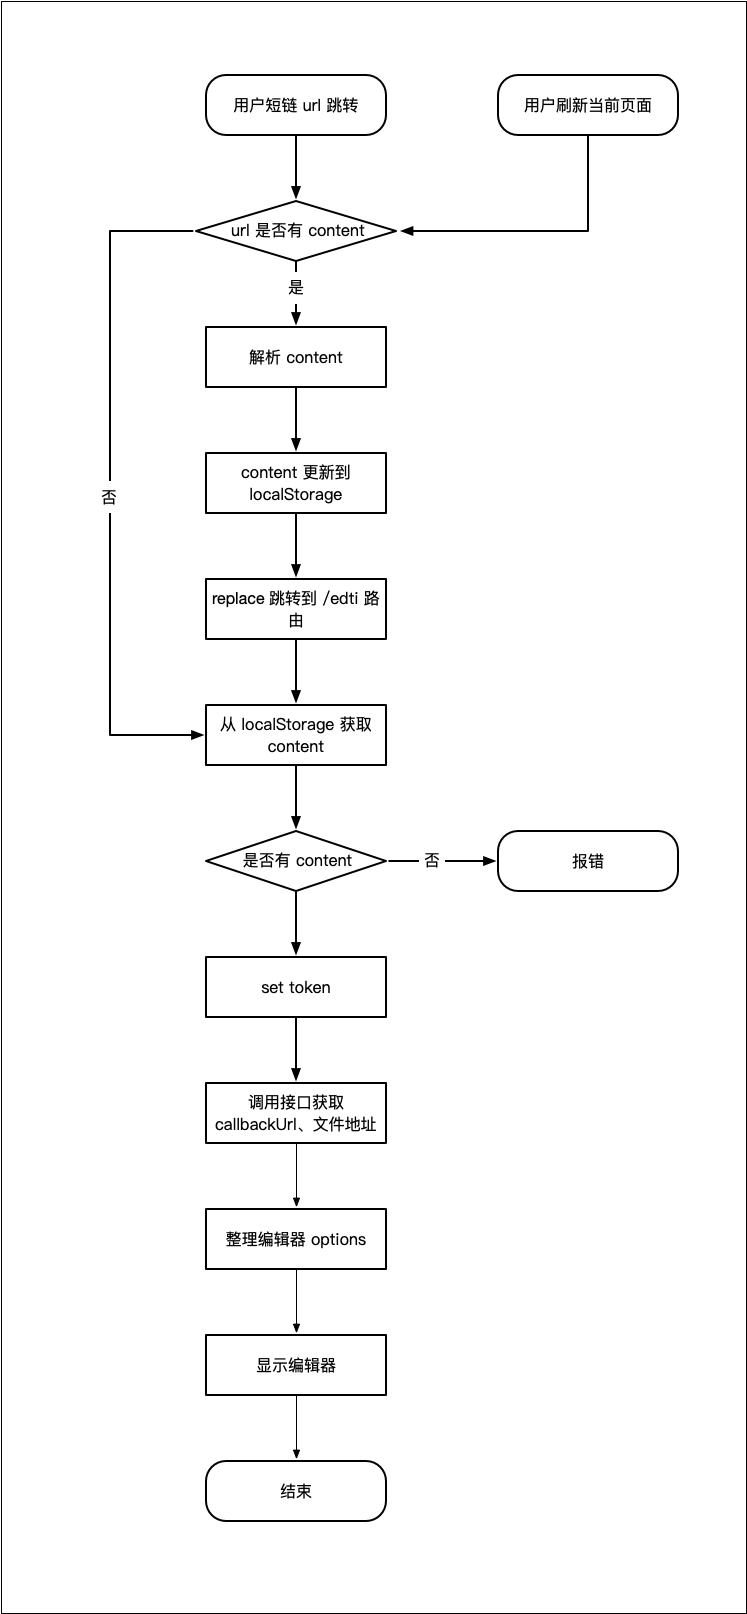 用户短链 url 跳转
用户刷新当前页面
url 是否有 content
是
解析 content
content 更新到
localStorage
否
replace 跳转到 /edti 路
由
从 localStorage 获取
content
是否有 content
否
报错
set token
调用接口获取
callbackUrl、文件地址
整理编辑器 options
显示编辑器
结束